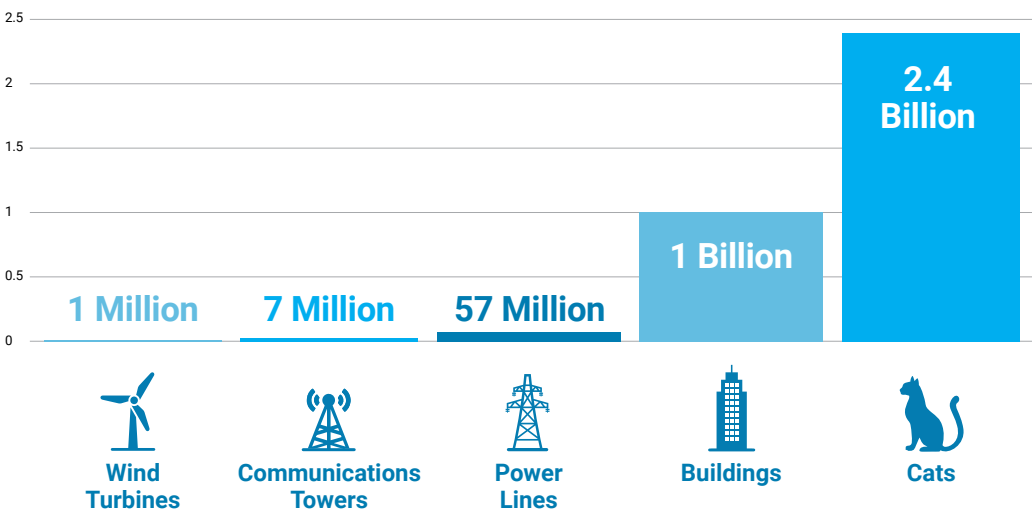 2.5
2
1.5
1
0.5
0
1 Million
7 Million
57 Million
1 Billion
2.4
Billion
Wind
Turbines
Communications
Towers
Power
Lines
Buildings
Cats